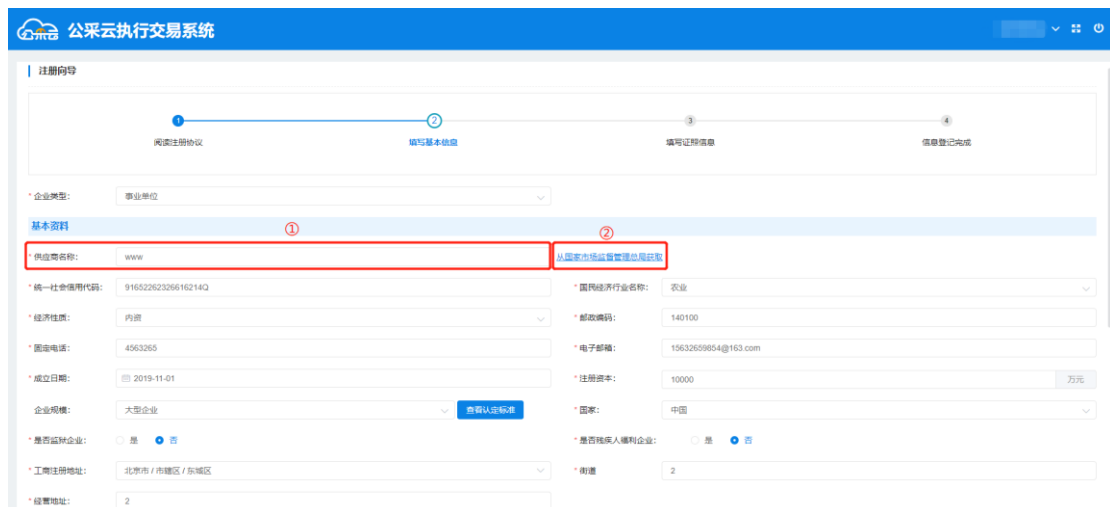 公采云 公采云执行交易系统
注册向导
1 2 3 4
阅读注册协议 填写基本信息 填写证照信息 信息登记完成
* 企业类型: 事业单位
基本资料 ① ②
* 供应商名称: www 从国家市场监督管理总局获取
* 统一社会信用代码: 91652262326616214Q * 国民经济行业名称: 农业
* 经济性质: 内资 * 邮政编码: 140100
* 固定电话: 4563265 * 电子邮箱: 15632659854@163.com
* 成立日期: 2019-11-01 * 注册资本: 10000 万元
企业规模: 大型企业 查看认定标准 * 国家: 中国
* 是否监狱企业: 是 否 * 是否残疾人福利企业: 是 否
* 工商注册地址: 北京市 / 市辖区 / 东城区 * 街道 2
* 经营地址: 2